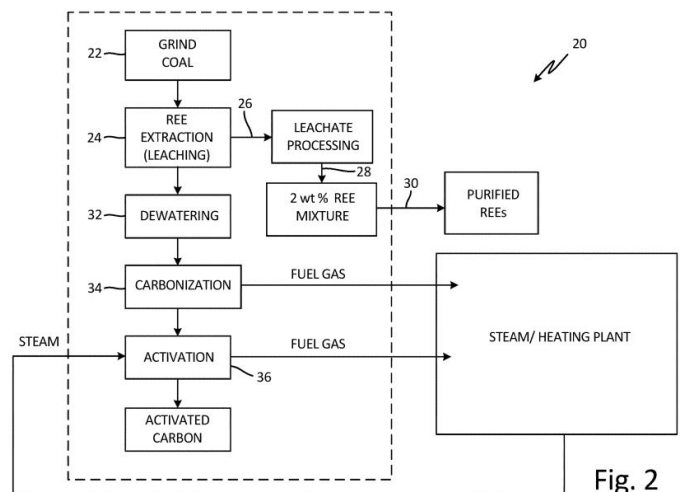 20
22
GRIND
COAL
24
REE
EXTRACTION
(LEACHING)
26
LEACHATE
PROCESSING
28
2 wt % REE
MIXTURE
30
PURIFIED
REEs
32
DEWATERING
34
CARBONIZATION
FUEL GAS
STEAM/ HEATING PLANT
STEAM
ACTIVATION
FUEL GAS
36
ACTIVATED
CARBON
Fig. 2